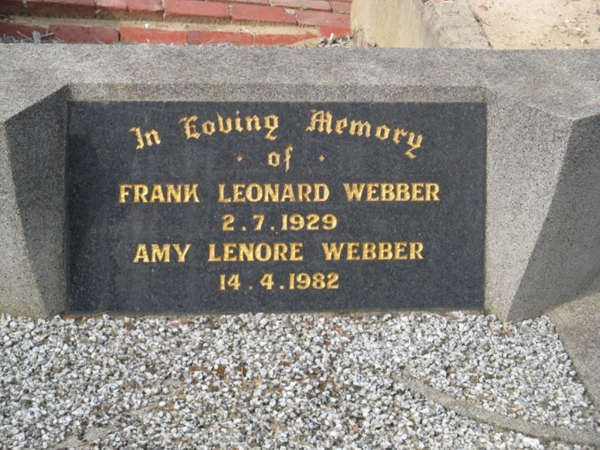 In Loving Memory
· of ·
FRANK LEONARD WEBBER
2.7.1929
AMY LENORE WEBBER
14.4.1982